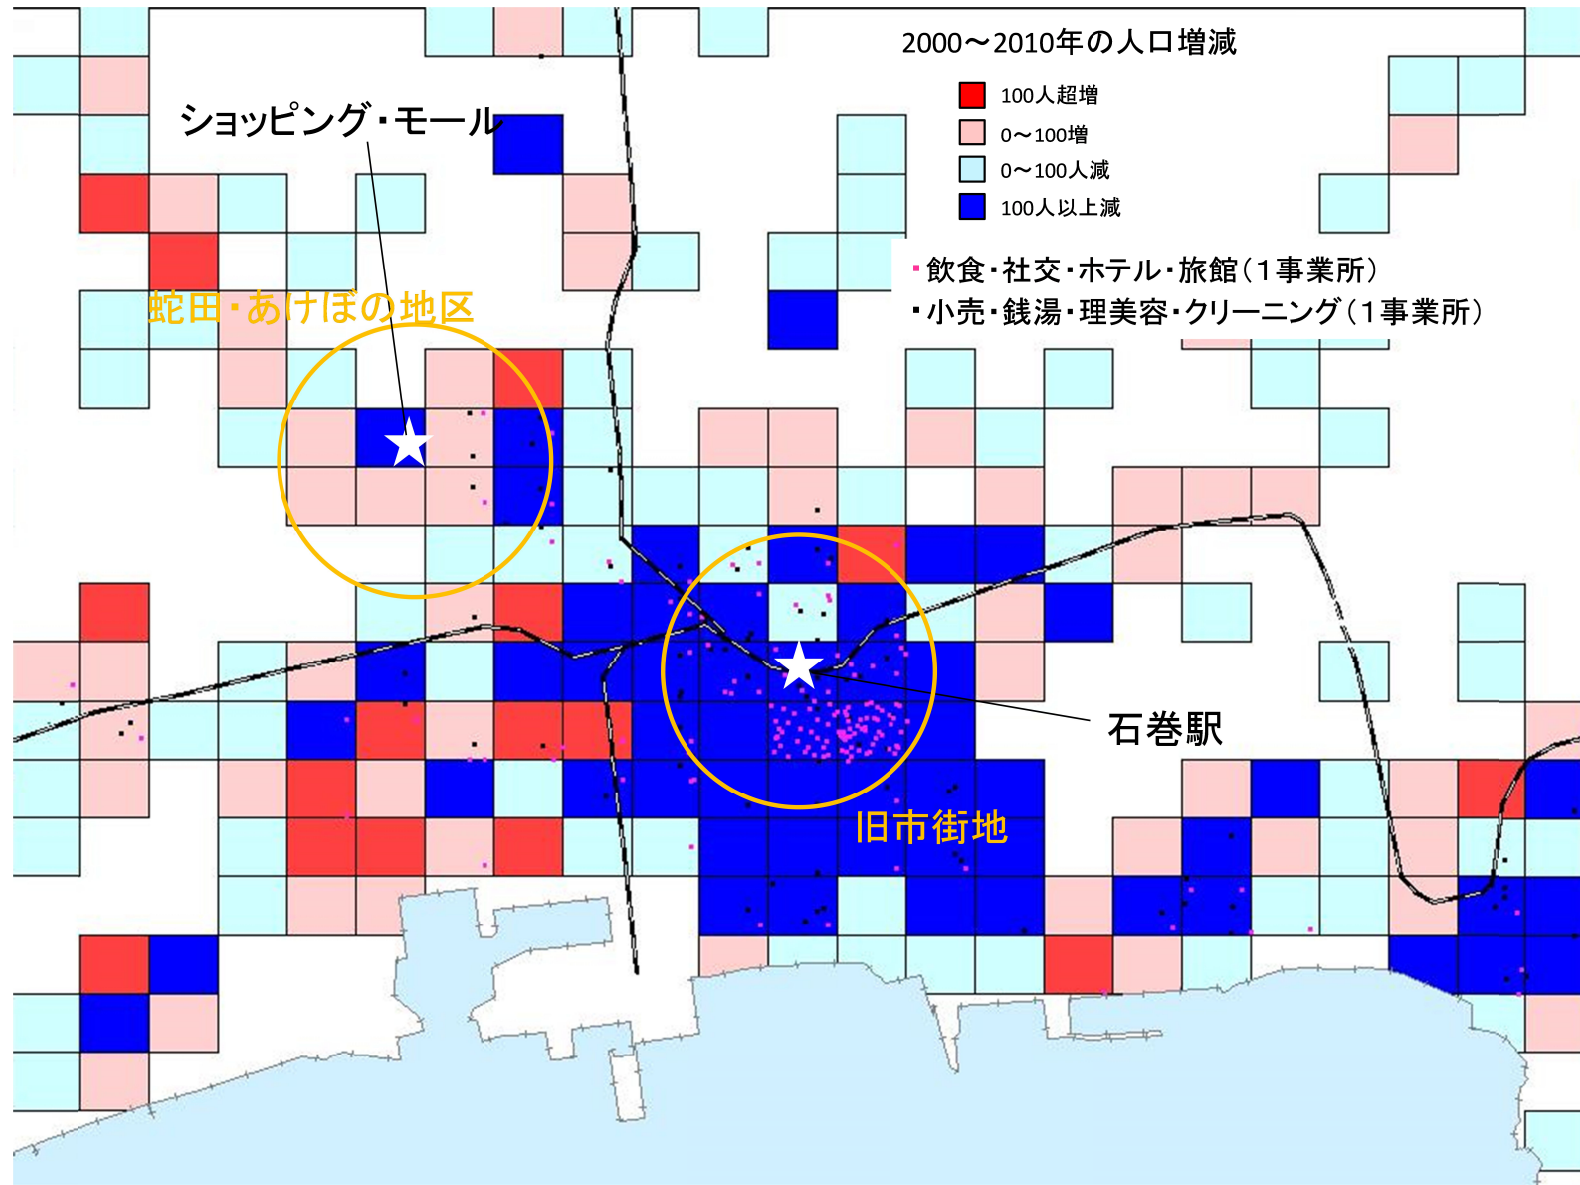 2000～2010年の人口増減
100人超増
0～100増
0～100人減
100人以上減
ショッピング・モール
飲食・社交・ホテル・旅館（１事業所）
小売・銭湯・理美容・クリーニング（１事業所）
蛇田・あけぼの地区
石巻駅
旧市街地